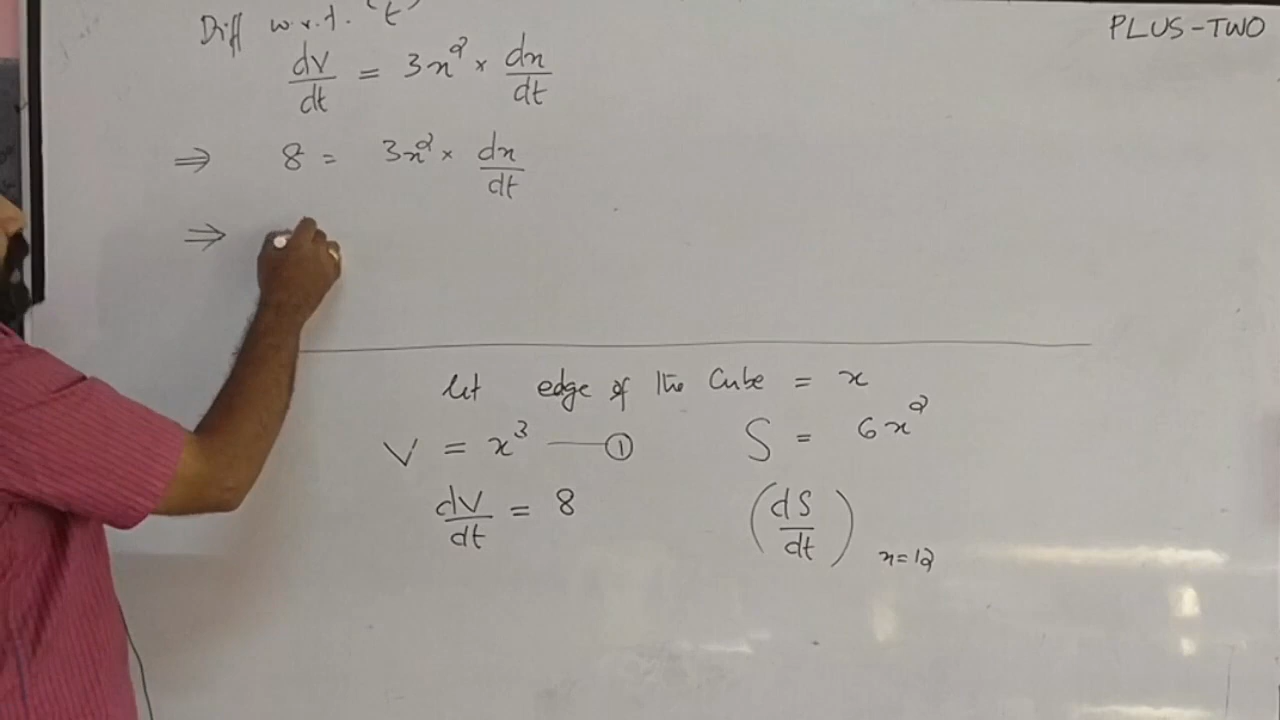 PLUS-TWO
Diff w.r.t. 't'
dV/dt = 3x² × dx/dt
⇒ 8 = 3x² × dx/dt
⇒
let edge of the Cube = x
V = x³ —— ① S = 6x²
dV/dt = 8 (dS/dt) x=12